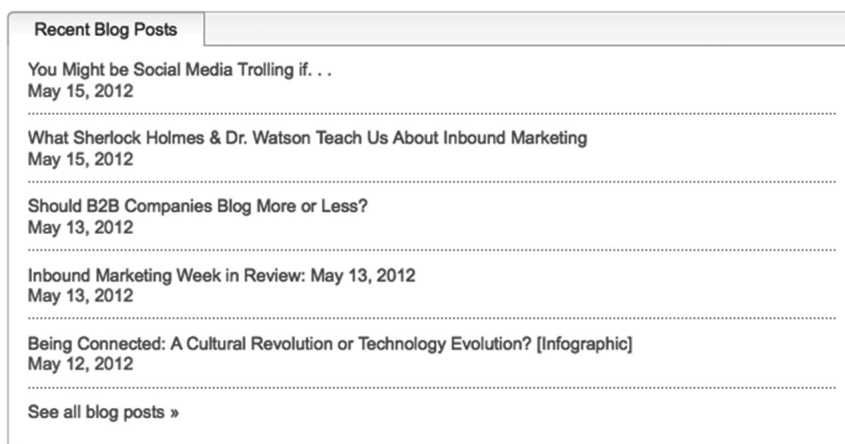 Recent Blog Posts
You Might be Social Media Trolling if. . .
May 15, 2012
What Sherlock Holmes & Dr. Watson Teach Us About Inbound Marketing
May 15, 2012
Should B2B Companies Blog More or Less?
May 13, 2012
Inbound Marketing Week in Review: May 13, 2012
May 13, 2012
Being Connected: A Cultural Revolution or Technology Evolution? [Infographic]
May 12, 2012
See all blog posts »